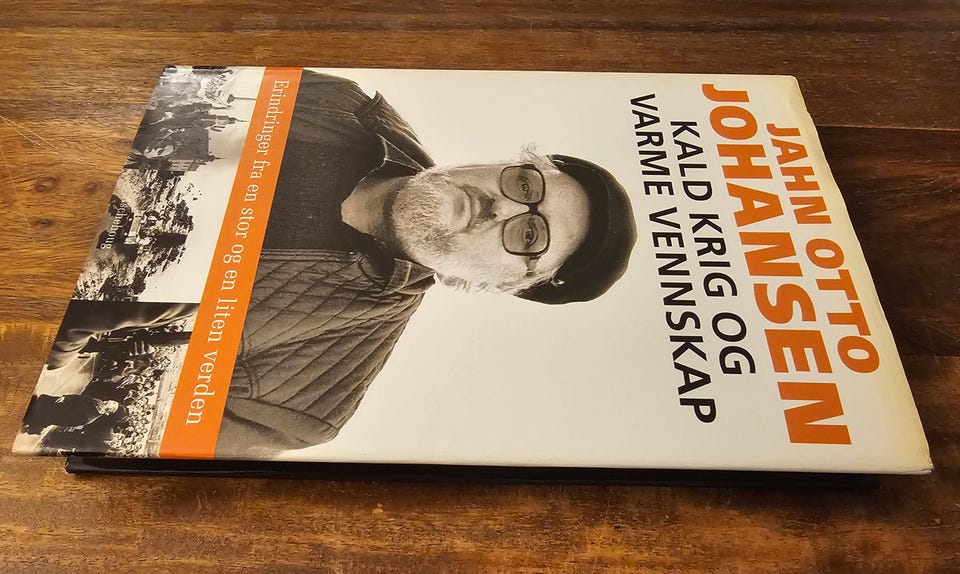 JAHN OTTO
JOHANSEN
KALD KRIG OG
VARME VENNSKAP
Erindringer fra en stor og en liten verden